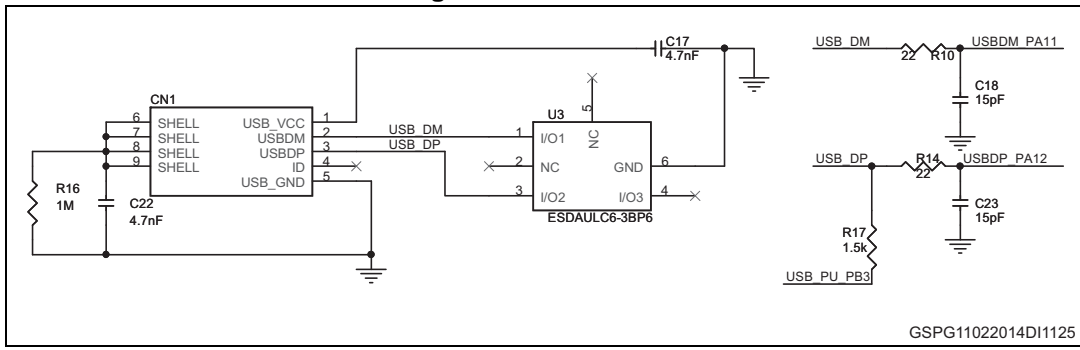 C17
4.7nF
CN1
6 SHELL USB_VCC 1
7 SHELL USBDM 2 USB_DM
8 SHELL USBDP 3 USB_DP
9 SHELL ID 4
USB_GND 5
R16
1M
C22
4.7nF
U3
5
NC
1 I/O1
2 NC GND 6
3 I/O2 I/O3 4
ESDAULC6-3BP6
USB_DM 22 R10 USBDM_PA11
C18
15pF
USB_DP R14 USBDP_PA12
22
C23
15pF
R17
1.5k
USB_PU_PB3
GSPG11022014DI1125